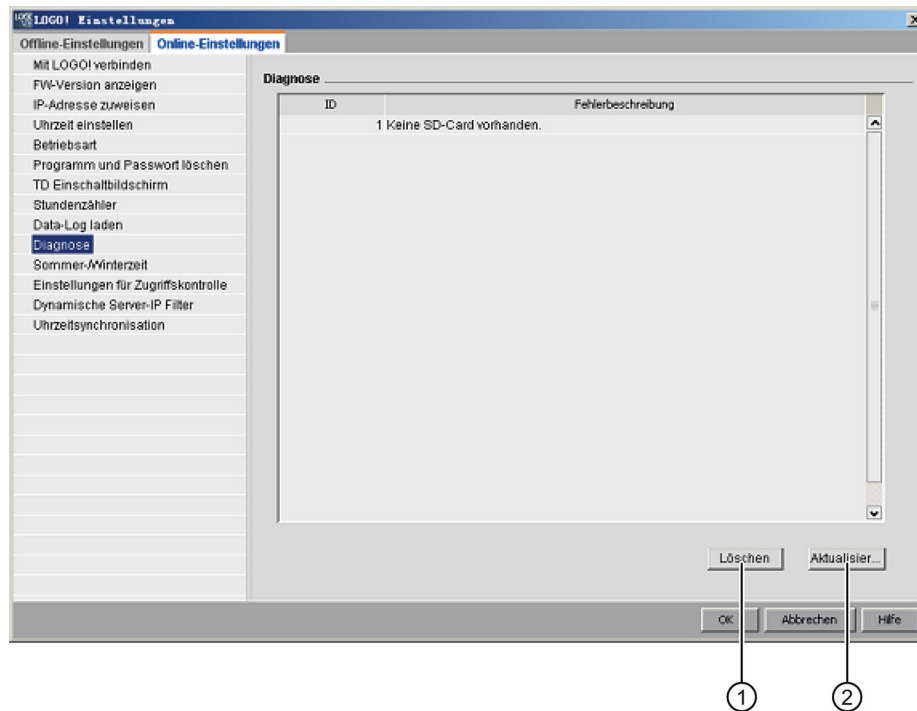 LOGO! Einstellungen
Offline-Einstellungen Online-Einstellungen
Mit LOGO! verbinden
FW-Version anzeigen
IP-Adresse zuweisen
Uhrzeit einstellen
Betriebsart
Programm und Passwort löschen
TD Einschaltbildschirm
Stundenzähler
Data-Log laden
Diagnose
Sommer-/Winterzeit
Einstellungen für Zugriffskontrolle
Dynamische Server-IP Filter
Uhrzeitsynchronisation
Diagnose
ID Fehlerbeschreibung
1 Keine SD-Card vorhanden.
Löschen Aktualisier...
OK Abbrechen Hilfe
1 2